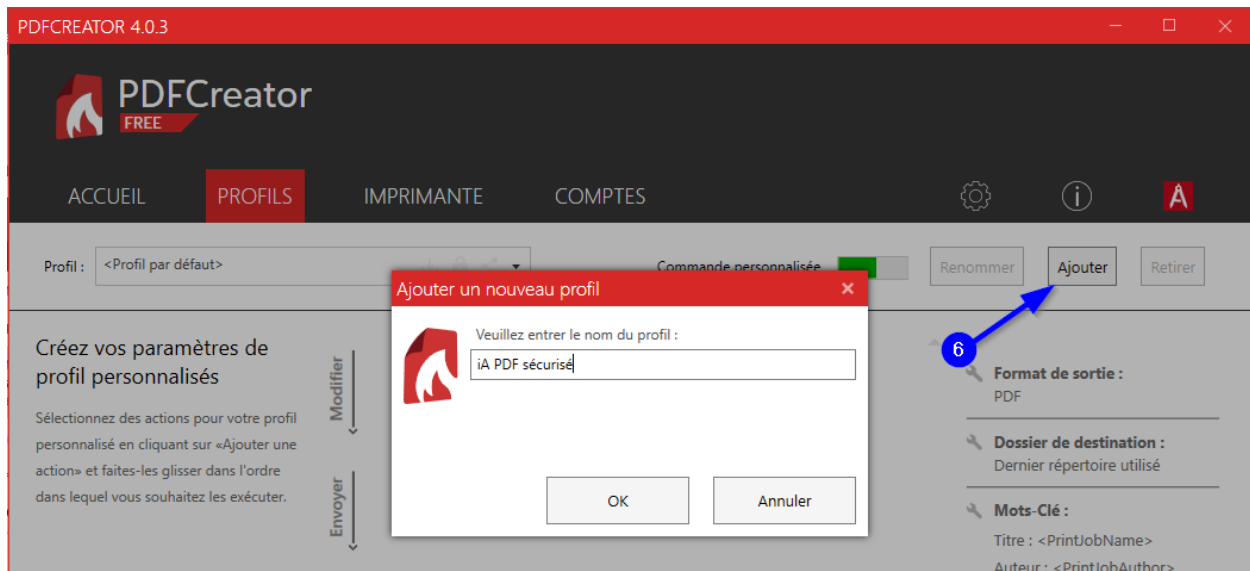 PDFCREATOR 4.0.3
PDFCreator
FREE
ACCUEIL PROFILS IMPRIMANTE COMPTES
Profil : <Profil par défaut> Commande personnalisée Renommer Ajouter Retirer
6
Ajouter un nouveau profil
Veuillez entrer le nom du profil :
iA PDF sécurisé
OK Annuler
Créez vos paramètres de
profil personnalisés
Sélectionnez des actions pour votre profil
personnalisé en cliquant sur «Ajouter une
action» et faites-les glisser dans l'ordre
dans lequel vous souhaitez les exécuter.
Modifier
Envoyer
Format de sortie :
PDF
Dossier de destination :
Dernier répertoire utilisé
Mots-Clé :
Titre : <PrintJobName>
Auteur : <PrintJobAuthor>